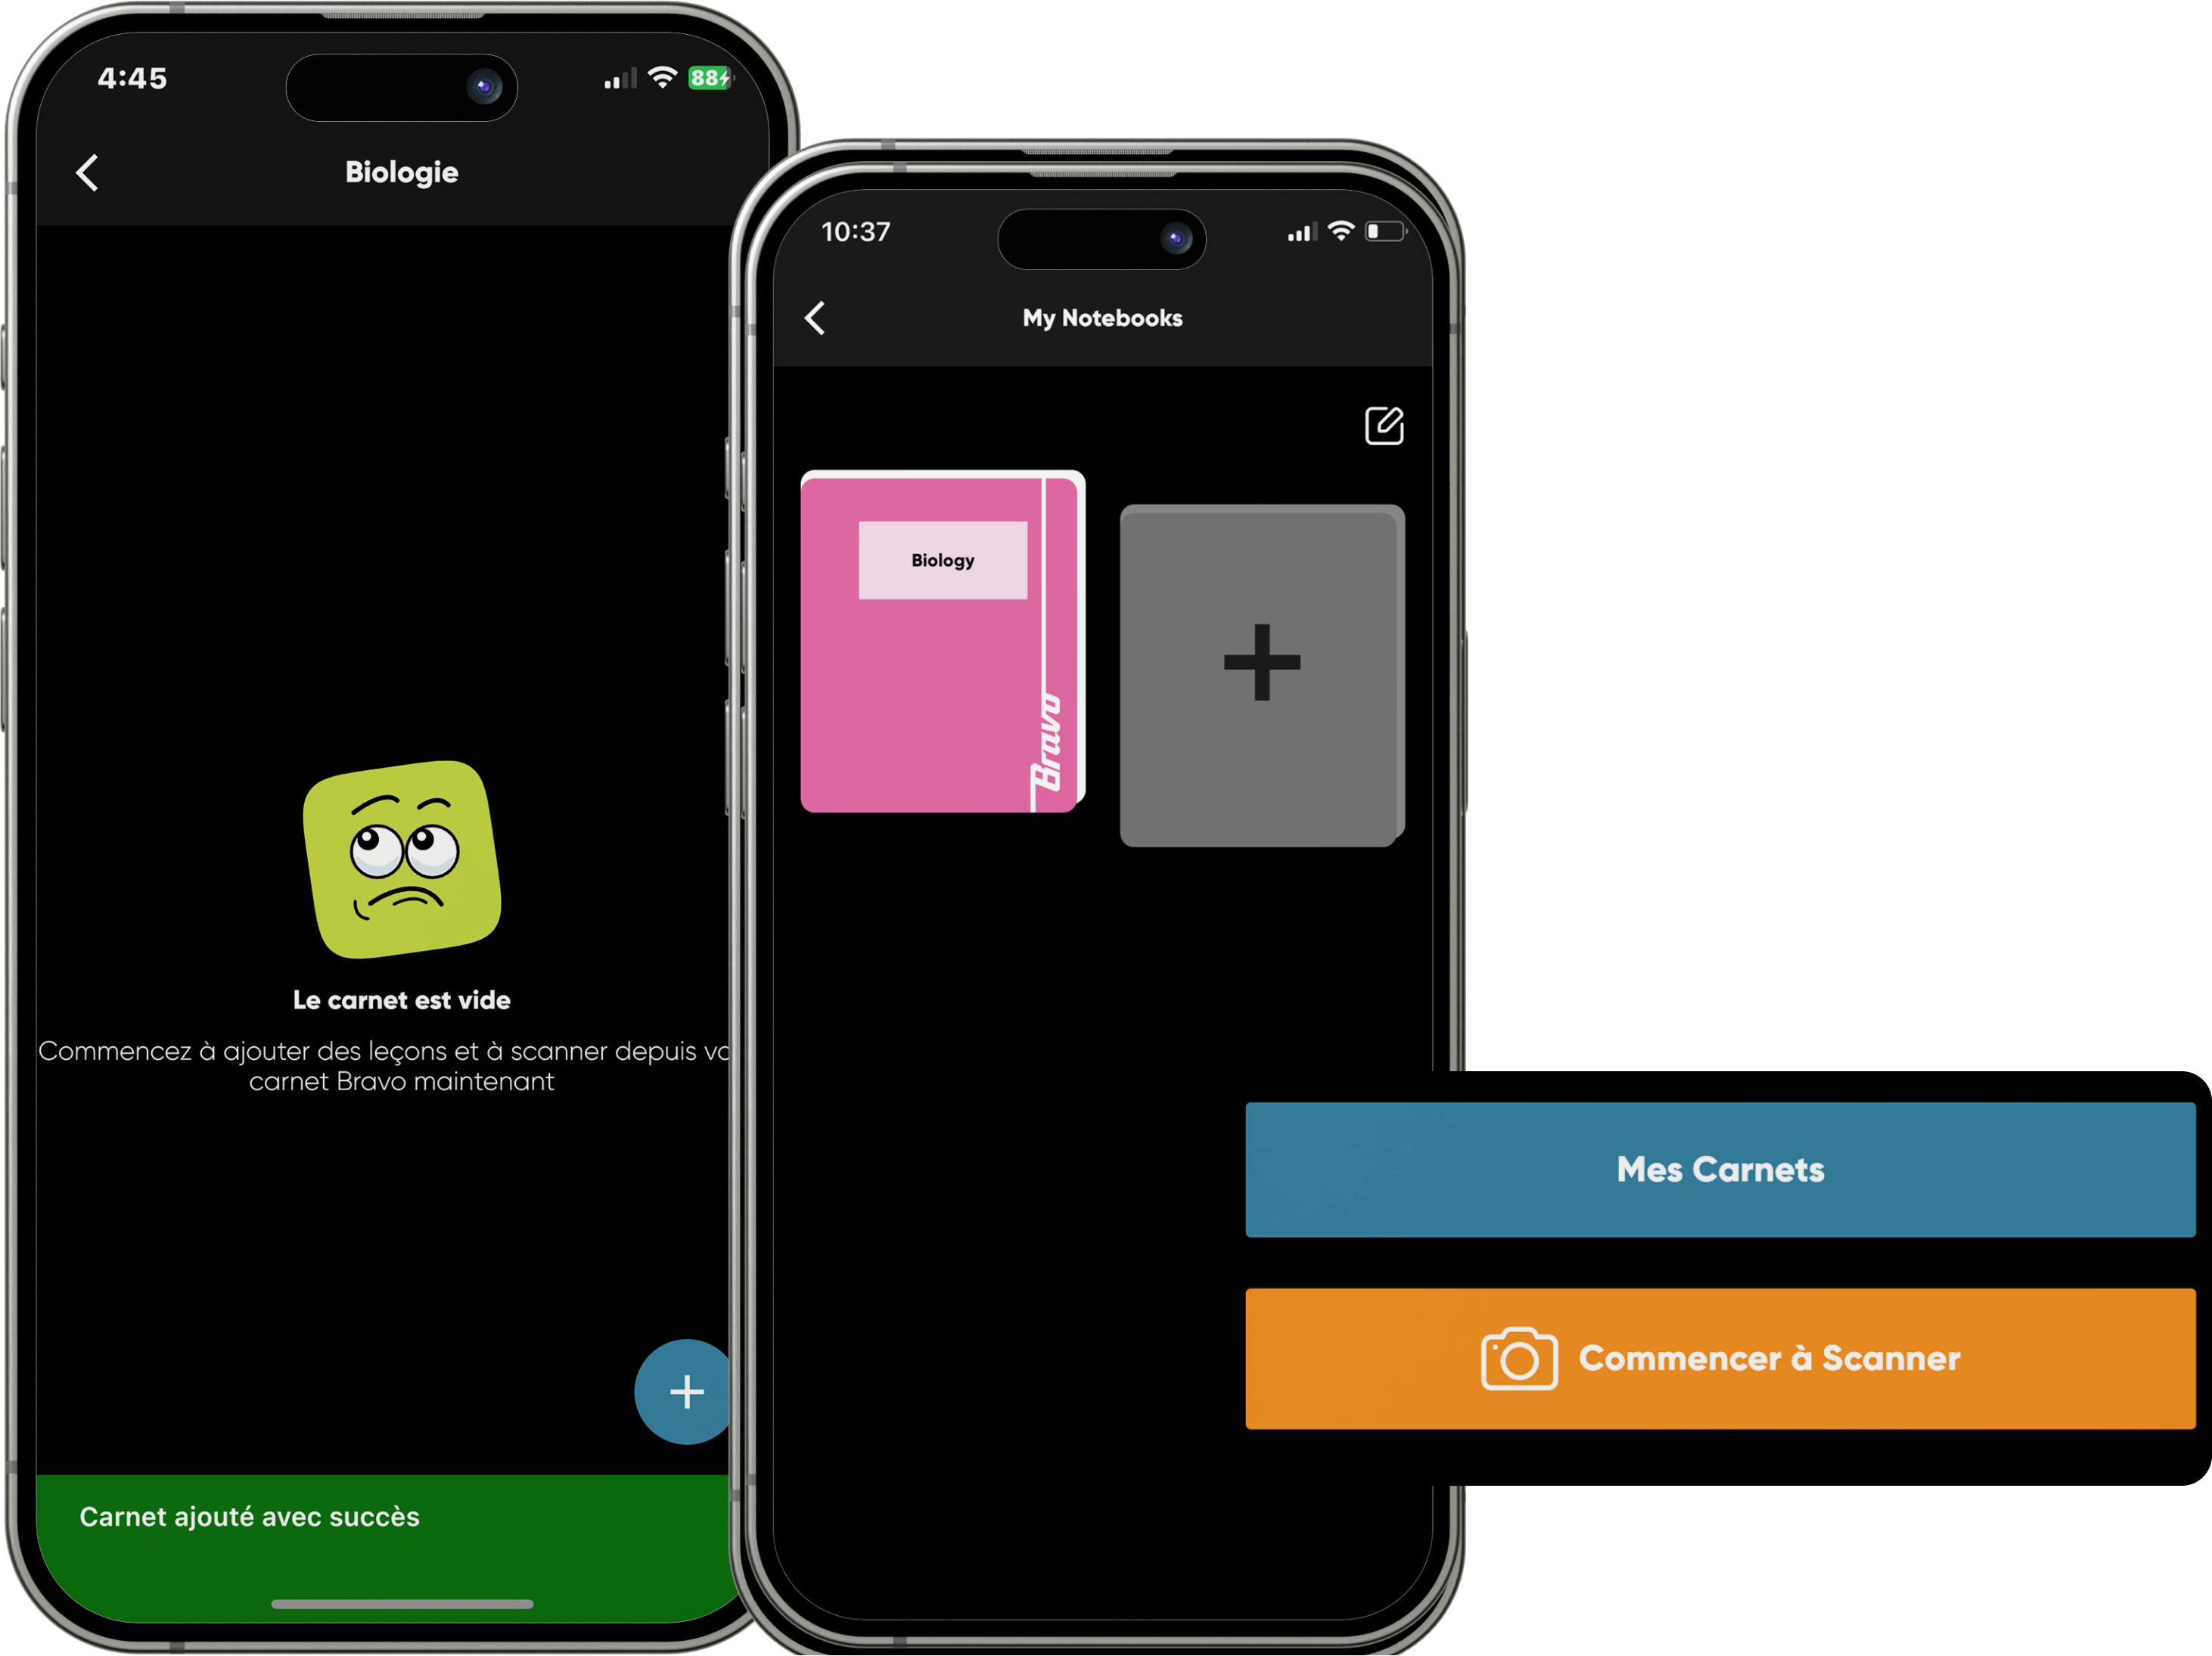 4:45
88
Biologie
Le carnet est vide
Commencez à ajouter des leçons et à scanner depuis
carnet Bravo maintenant
Carnet ajouté avec succès
10:37
My Notebooks
Biology
Bravo
Mes Carnets
Commencer à Scanner